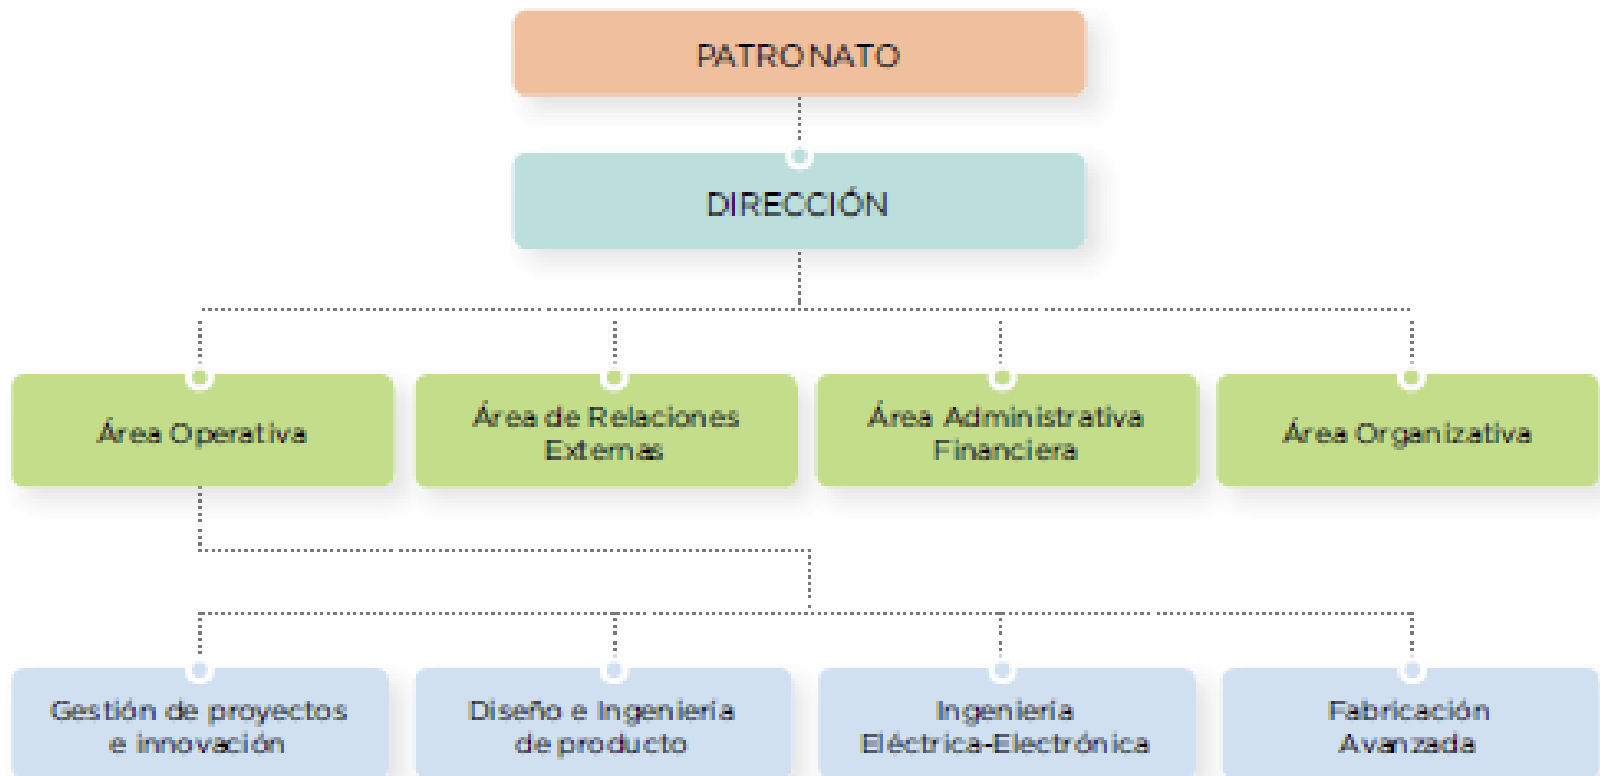 PATRONATO
DIRECCIÓN
Área Operativa
Área de Relaciones
Externas
Área Administrativa
Financiera
Área Organizativa
Gestión de proyectos
e innovación
Diseño e Ingeniería
de producto
Ingeniería
Eléctrica-Electrónica
Fabricación
Avanzada